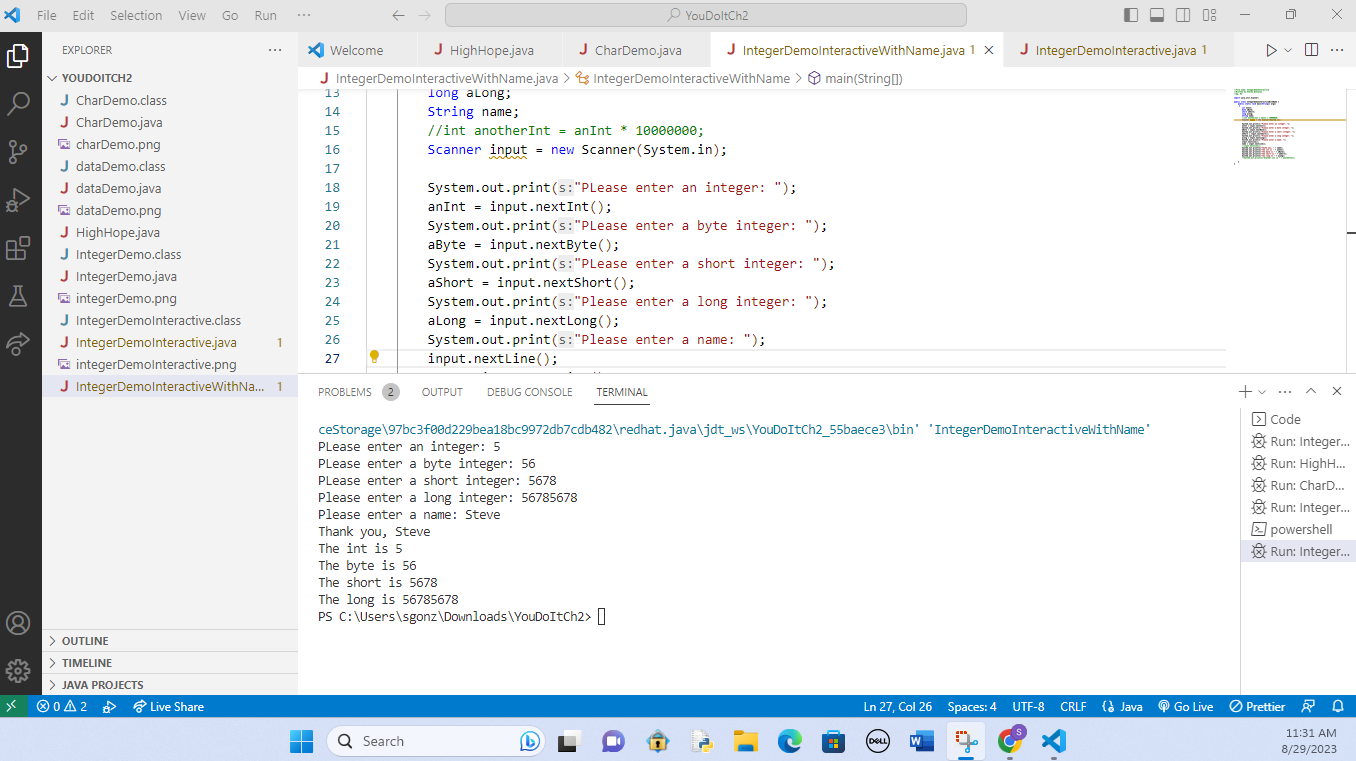 File Edit Selection View Go Run ··· YouDoItCh2
EXPLORER
YOUDOITCH2
CharDemo.class
CharDemo.java
charDemo.png
dataDemo.class
dataDemo.java
dataDemo.png
HighHope.java
IntegerDemo.class
IntegerDemo.java
integerDemo.png
IntegerDemoInteractive.class
IntegerDemoInteractive.java 1
integerDemoInteractive.png
IntegerDemoInteractiveWithNa... 1
OUTLINE
TIMELINE
JAVA PROJECTS
Welcome J HighHope.java J CharDemo.java J IntegerDemoInteractiveWithName.java 1 J IntegerDemoInteractive.java 1
J IntegerDemoInteractiveWithName.java > IntegerDemoInteractiveWithName > main(String[])
13 long aLong;
14 String name;
15 //int anotherInt = anInt * 10000000;
16 Scanner input = new Scanner(System.in);
17
18 System.out.print(s:"PLease enter an integer: ");
19 anInt = input.nextInt();
20 System.out.print(s:"PLease enter a byte integer: ");
21 aByte = input.nextByte();
22 System.out.print(s:"PLease enter a short integer: ");
23 aShort = input.nextShort();
24 System.out.print(s:"Please enter a long integer: ");
25 aLong = input.nextLong();
26 System.out.print(s:"Please enter a name: ");
27 input.nextLine();
PROBLEMS 2 OUTPUT DEBUG CONSOLE TERMINAL
ceStorage\97bc3f00d229bea18bc9972db7cdb482\redhat.java\jdt_ws\YouDoItCh2_55baece3\bin' 'IntegerDemoInteractiveWithName'
PLease enter an integer: 5
PLease enter a byte integer: 56
PLease enter a short integer: 5678
Please enter a long integer: 56785678
Please enter a name: Steve
Thank you, Steve
The int is 5
The byte is 56
The short is 5678
The long is 56785678
PS C:\Users\sgonz\Downloads\YouDoItCh2>
Code
Run: Integer...
Run: HighH...
Run: CharD...
Run: Integer...
powershell
Run: Integer...
0 2 Live Share Ln 27, Col 26 Spaces: 4 UTF-8 CRLF {} Java Go Live Prettier
Search DELL S 11:31 AM
8/29/2023